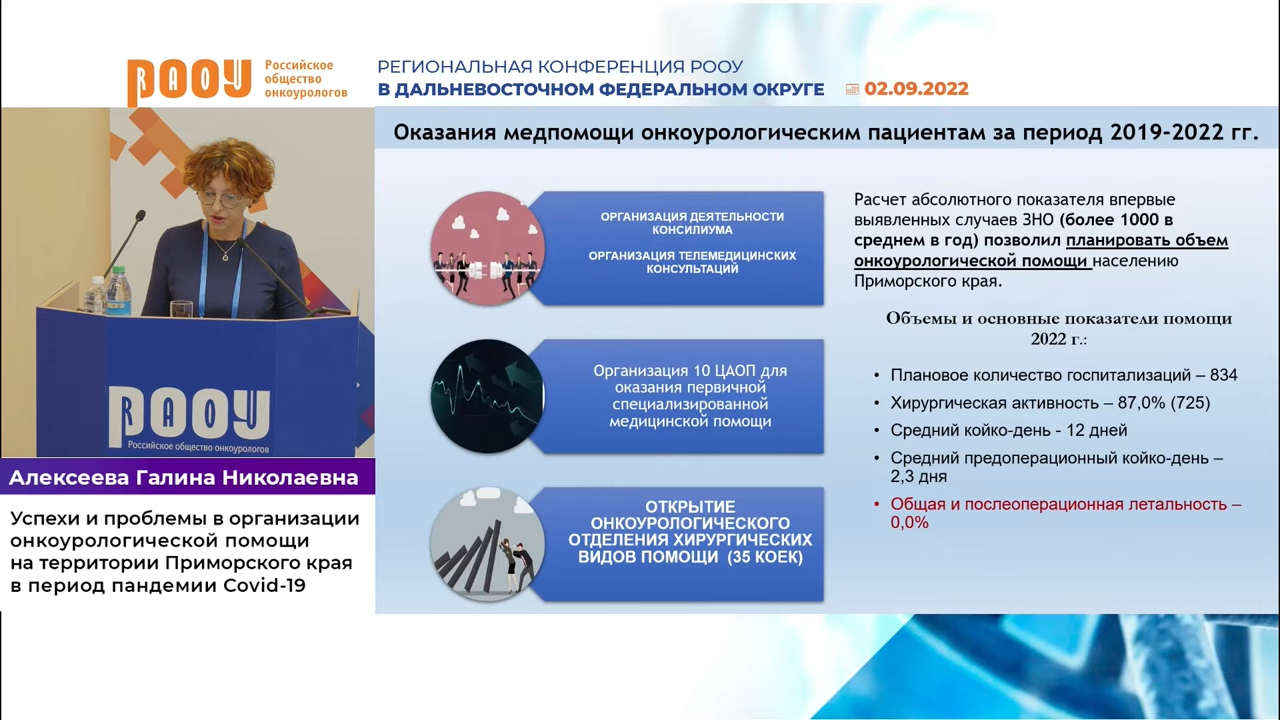 РООУ
RAOU
Российское
общество
онкоурологов
РЕГИОНАЛЬНАЯ КОНФЕРЕНЦИЯ РООУ
В ДАЛЬНЕВОСТОЧНОМ ФЕДЕРАЛЬНОМ ОКРУГЕ
02.09.2022
РООУ
RAOU
Российское общество онкоурологов
Алексеева Галина Николаевна
Успехи и проблемы в организации
онкоурологической помощи
на территории Приморского края
в период пандемии Covid-19
Оказания медпомощи онкоурологическим пациентам за период 2019-2022 гг.
ОРГАНИЗАЦИЯ ДЕЯТЕЛЬНОСТИ
КОНСИЛИУМА
ОРГАНИЗАЦИЯ ТЕЛЕМЕДИЦИНСКИХ
КОНСУЛЬТАЦИЙ
Организация 10 ЦАОП для
оказания первичной
специализированной
медицинской помощи
ОТКРЫТИЕ
ОНКОУРОЛОГИЧЕСКОГО
ОТДЕЛЕНИЯ ХИРУРГИЧЕСКИХ
ВИДОВ ПОМОЩИ (35 КОЕК)
Расчет абсолютного показателя впервые
выявленных случаев ЗНО (более 1000 в
среднем в год) позволил планировать объем
онкоурологической помощи населению
Приморского края.
Объемы и основные показатели помощи
2022 г.:
• Плановое количество госпитализаций – 834
• Хирургическая активность – 87,0% (725)
• Средний койко-день - 12 дней
• Средний предоперационный койко-день –
2,3 дня
• Общая и послеоперационная летальность –
0,0%